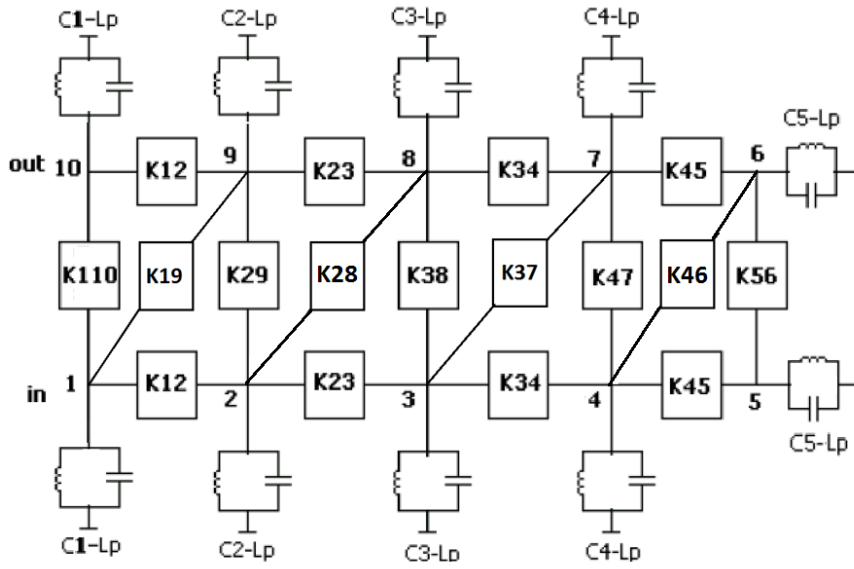 C1-Lp C2-Lp C3-Lp C4-Lp
C5-Lp
out 10 K12 9 K23 8 K34 7 K45 6
K110 K19 K29 K28 K38 K37 K47 K46 K56
in 1 K12 2 K23 3 K34 4 K45 5
C5-Lp
C1-Lp C2-Lp C3-Lp C4-Lp